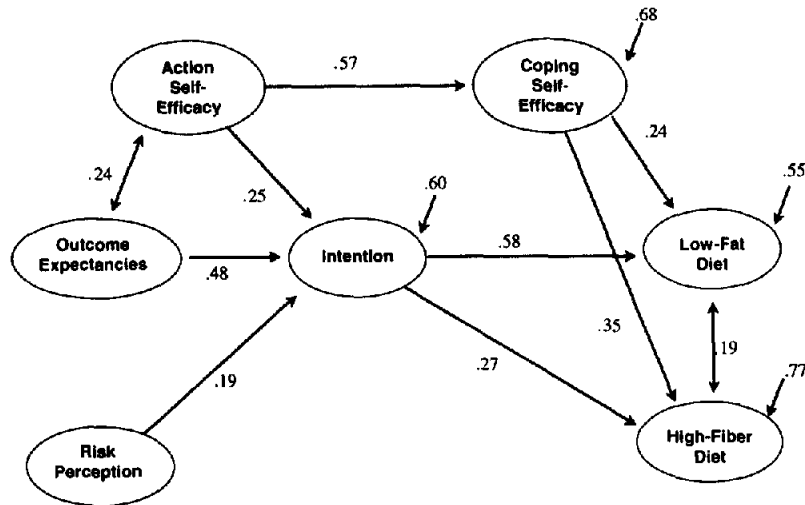 .68
Action
Self-
Efficacy
.57
Coping
Self-
Efficacy
.24
.24
.25
.60
.55
Outcome
Expectancies
.48
Intention
.58
Low-Fat
Diet
.35
.19
.19
.27
.77
Risk
Perception
High-Fiber
Diet